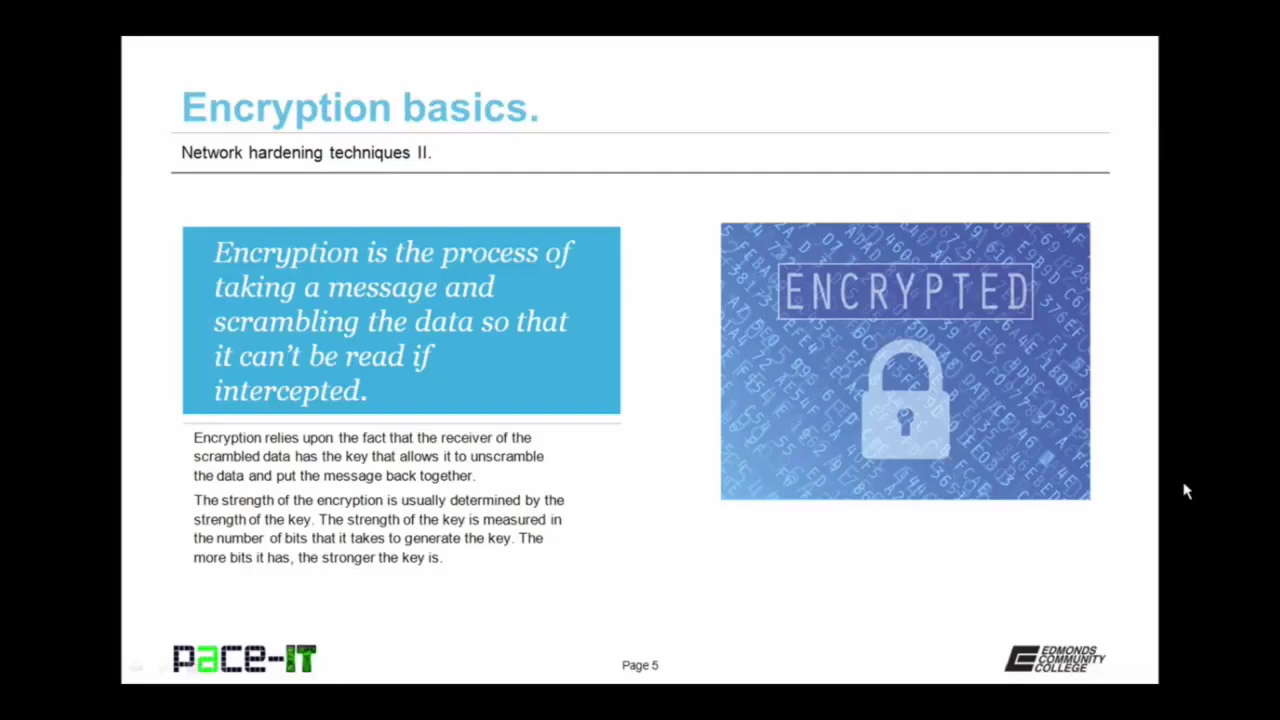 Encryption basics.
Network hardening techniques II.
Encryption is the process of
taking a message and
scrambling the data so that
it can't be read if
intercepted.
Encryption relies upon the fact that the receiver of the
scrambled data has the key that allows it to unscramble
the data and put the message back together.
The strength of the encryption is usually determined by the
strength of the key. The strength of the key is measured in
the number of bits that it takes to generate the key. The
more bits it has, the stronger the key is.
ENCRYPTED
pace-IT
Page 5
EDMONDS
COMMUNITY
COLLEGE